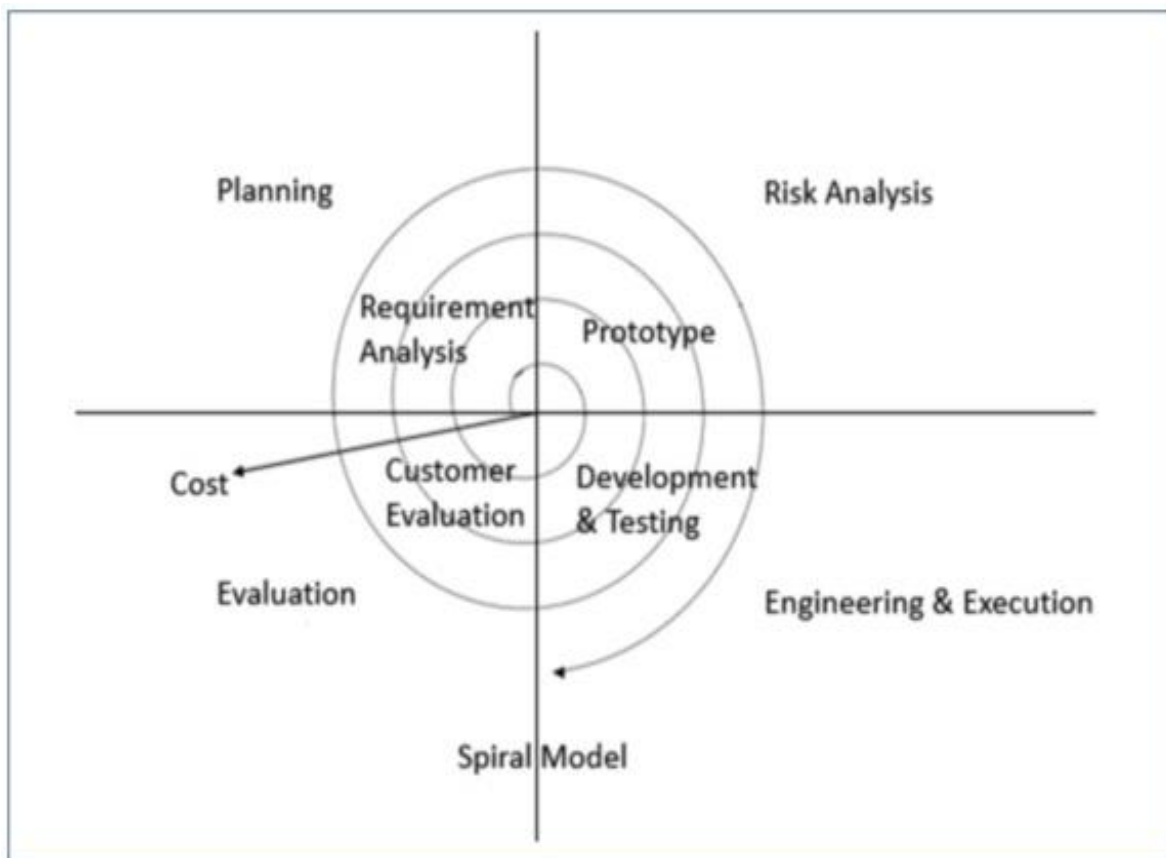 Planning
Risk Analysis
Requirement
Analysis
Prototype
Cost
Customer
Evaluation
Development
& Testing
Evaluation
Engineering & Execution
Spiral Model